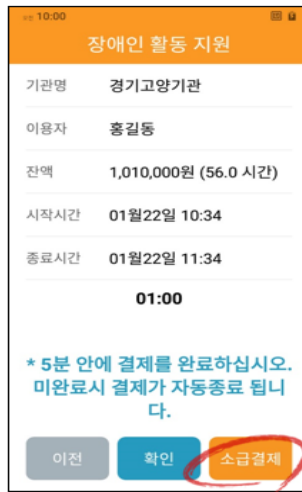 오전 10:00
장애인 활동 지원
기관명 경기고양기관
이용자 홍길동
잔액 1,010,000원 (56.0 시간)
시작시간 01월22일 10:34
종료시간 01월22일 11:34
01:00
* 5분 안에 결제를 완료하십시오.
미완료시 결제가 자동종료 됩니
다.
이전 확인 소급결제